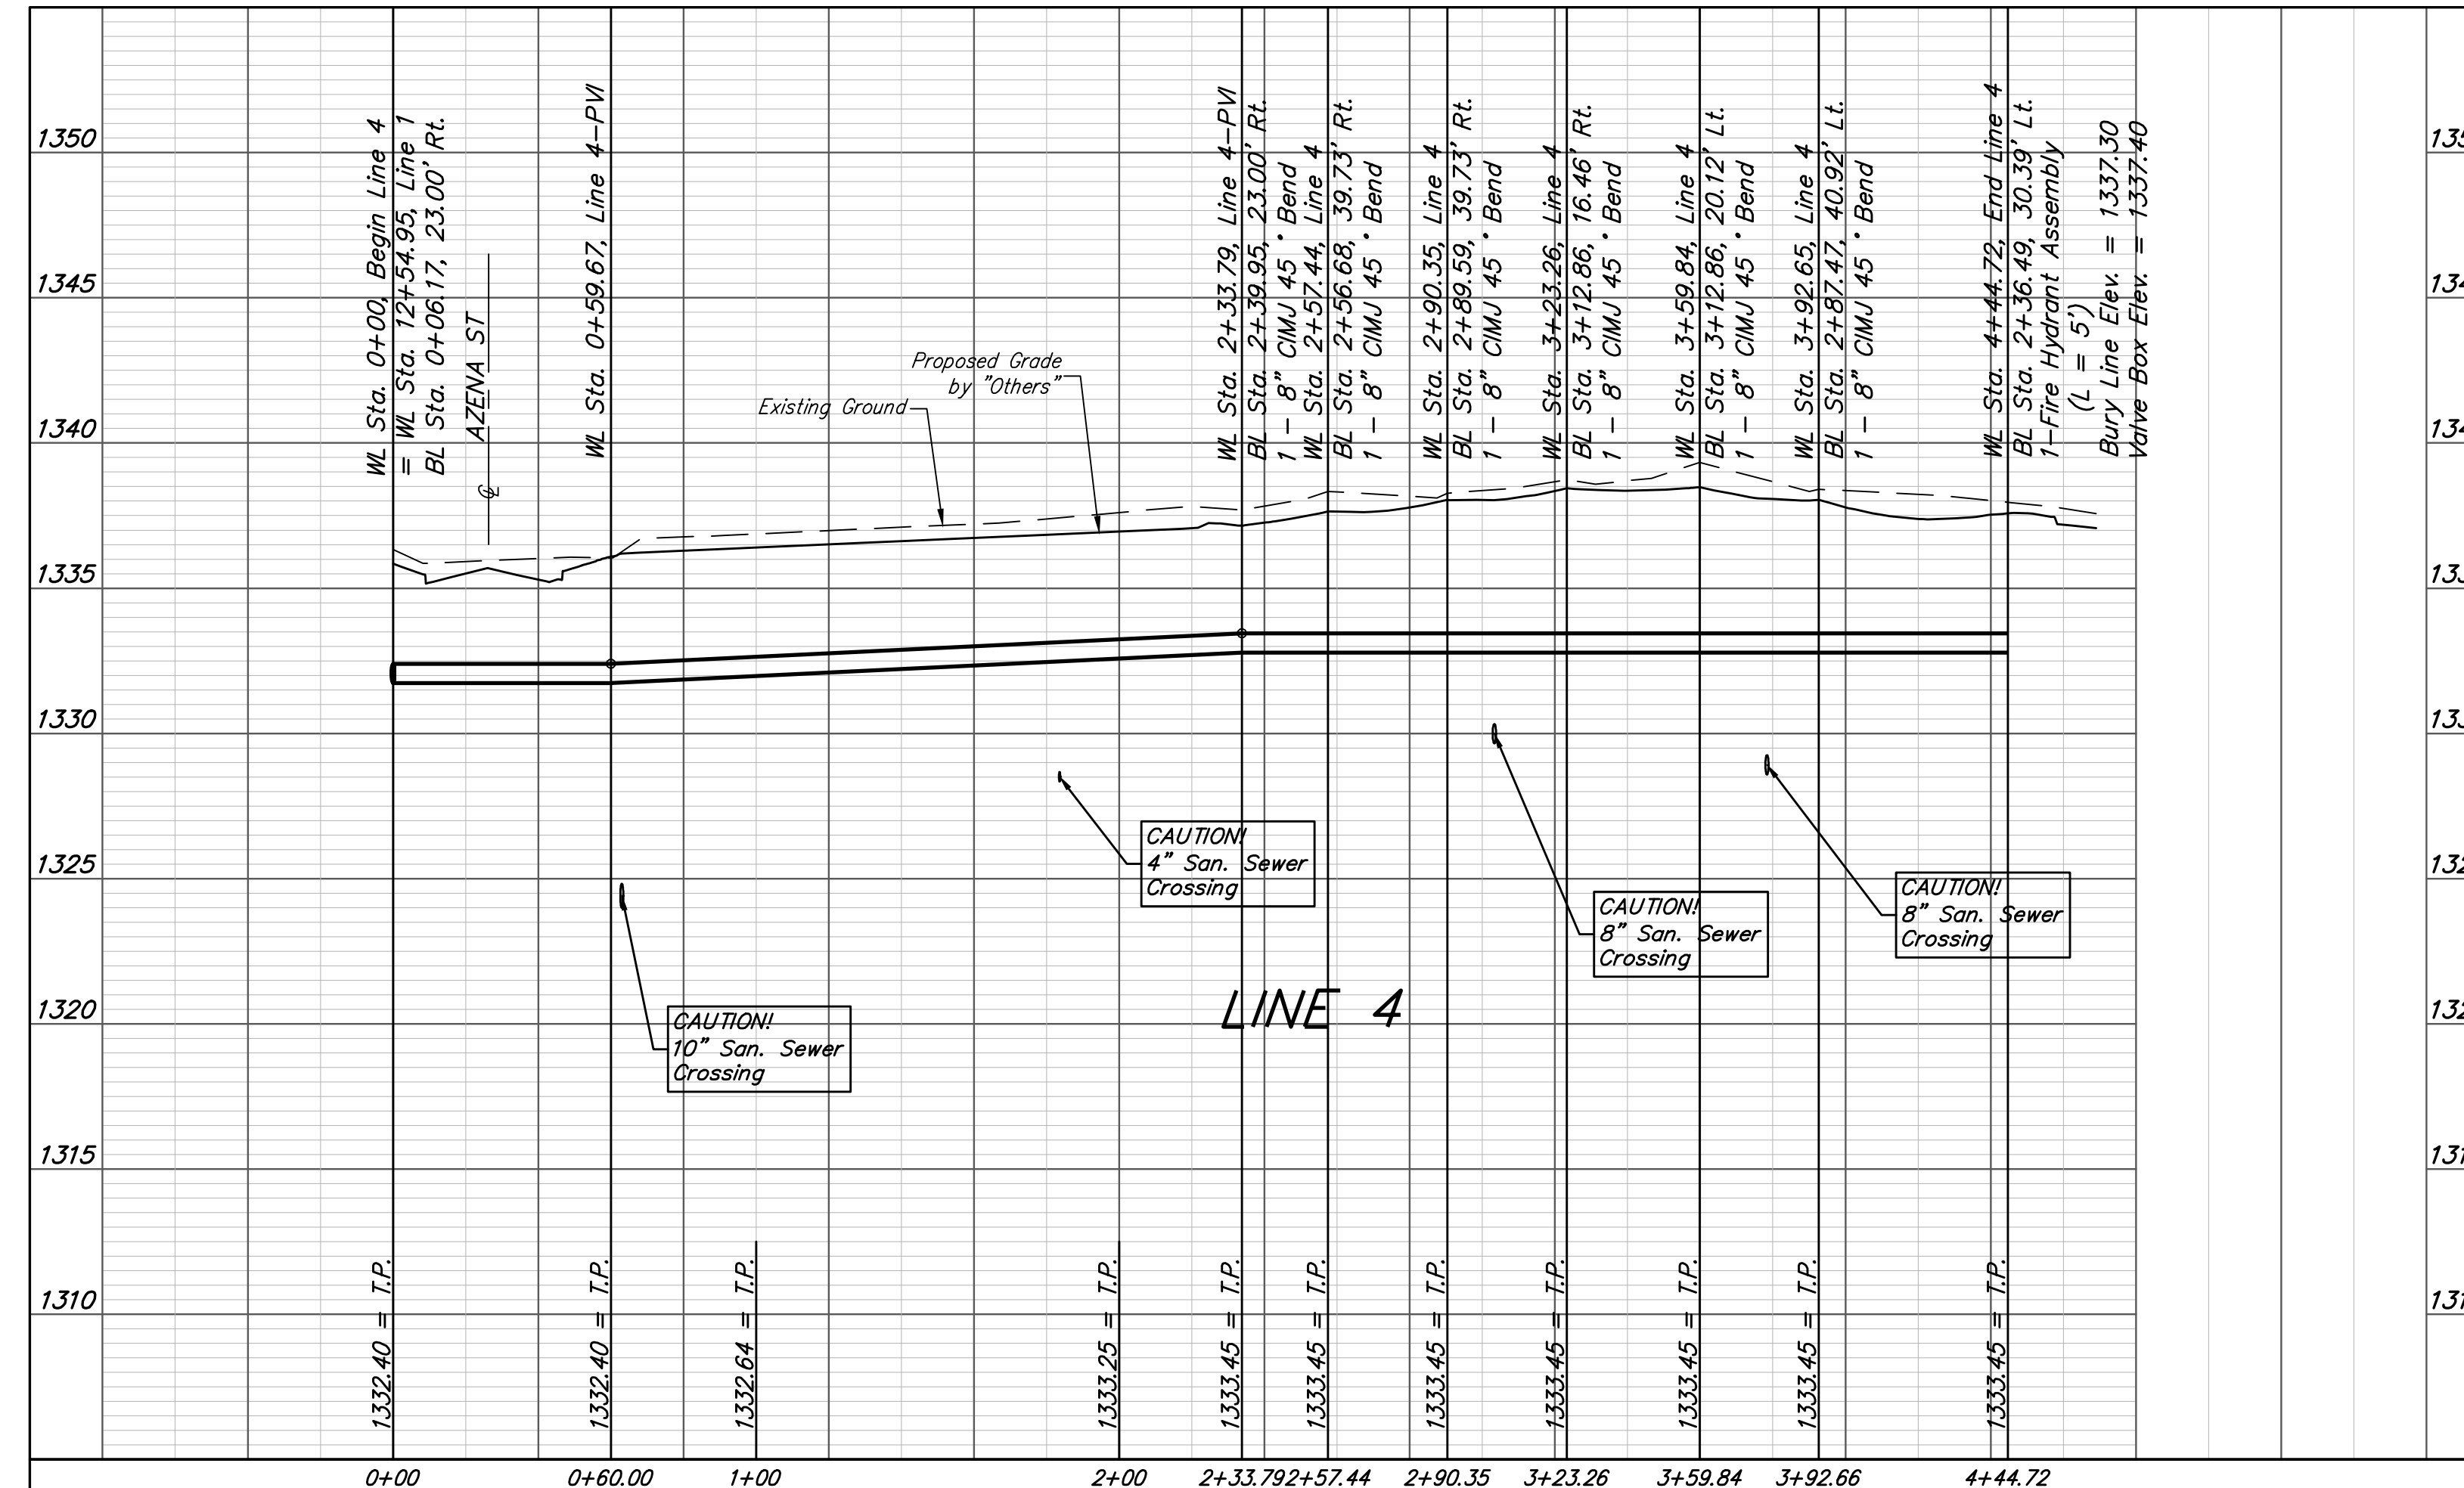 1350
1345
1340
1335
1330
1325
1320
1315
1310
WL Sta. 0+00, Begin Line 4
= WL Sta. 12+54.95, Line 1
BL Sta. 0+06.17, 23.00' Rt.
AZENA ST
℄
WL Sta. 0+59.67, Line 4-PVI
Existing Ground
Proposed Grade
by "Others"
WL Sta. 2+33.79, Line 4-PVI
BL Sta. 2+39.95, 23.00' Rt.
1 - 8" CIMJ 45° Bend
WL Sta. 2+57.44, Line 4
BL Sta. 2+56.68, 39.73' Rt.
1 - 8" CIMJ 45° Bend
WL Sta. 2+90.35, Line 4
BL Sta. 2+89.59, 39.73' Rt.
1 - 8" CIMJ 45° Bend
WL Sta. 3+23.26, Line 4
BL Sta. 3+12.86, 16.46' Rt.
1 - 8" CIMJ 45° Bend
WL Sta. 3+59.84, Line 4
BL Sta. 3+12.86, 20.12' Lt.
1 - 8" CIMJ 45° Bend
WL Sta. 3+92.65, Line 4
BL Sta. 2+87.47, 40.92' Lt.
1 - 8" CIMJ 45° Bend
WL Sta. 4+44.72, End Line 4
BL Sta. 2+36.49, 30.39' Lt.
1-Fire Hydrant Assembly
(L = 5')
Bury Line Elev. = 1337.30
Valve Box Elev. = 1337.40
CAUTION!
10" San. Sewer
Crossing
CAUTION!
4" San. Sewer
Crossing
CAUTION!
8" San. Sewer
Crossing
CAUTION!
8" San. Sewer
Crossing
LINE 4
1332.40 = T.P.
1332.40 = T.P.
1332.64 = T.P.
1333.25 = T.P.
1333.45 = T.P.
1333.45 = T.P.
1333.45 = T.P.
1333.45 = T.P.
1333.45 = T.P.
1333.45 = T.P.
1333.45 = T.P.
0+00 0+60.00 1+00 2+00 2+33.79 2+57.44 2+90.35 3+23.26 3+59.84 3+92.66 4+44.72